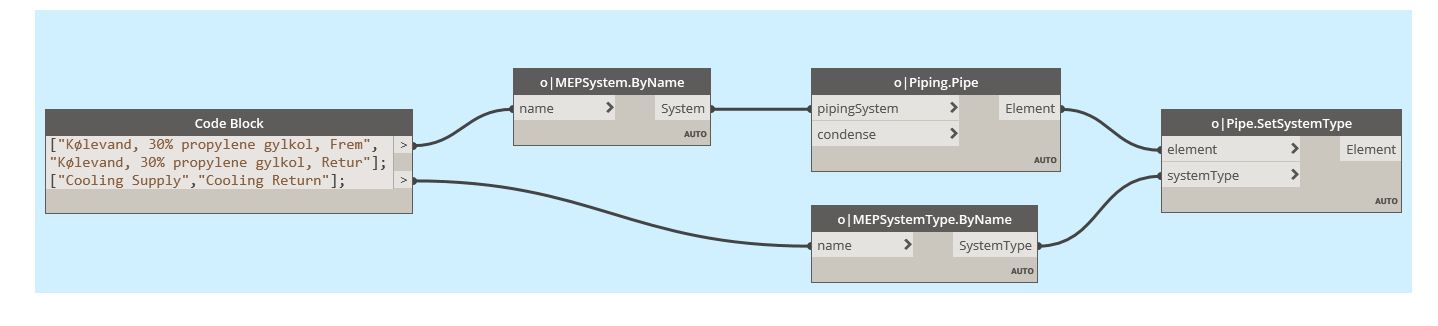 Code Block
["Kølevand, 30% propylene gylkol, Frem",
"Kølevand, 30% propylene gylkol, Retur"];
["Cooling Supply","Cooling Return"];
>
>
o|MEPSystem.ByName
name > System
AUTO
o|Piping.Pipe
pipingSystem > Element
condense >
AUTO
o|MEPSystemType.ByName
name > SystemType
AUTO
o|Pipe.SetSystemType
element > Element
systemType >
AUTO